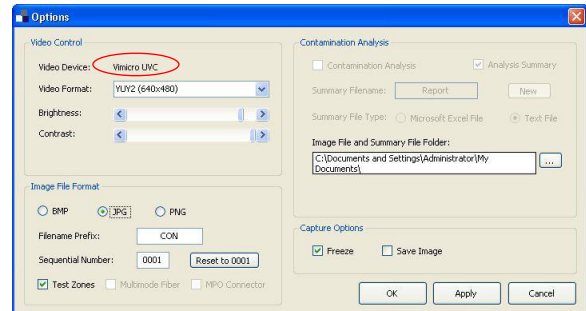 Options
Video Control
Video Device: Vimicro UVC
Video Format: YUY2 (640x480)
Brightness:
Contrast:
Image File Format
BMP JPG PNG
Filename Prefix: CON
Sequential Number: 0001 Reset to 0001
Test Zones Multimode Fiber MPO Connector
Contamination Analysis
Contamination Analysis Analysis Summary
Summary Filename: Report New
Summary File Type: Microsoft Excel File Text File
Image File and Summary File Folder:
C:\Documents and Settings\Administrator\My
Documents\
...
Capture Options
Freeze Save Image
OK Apply Cancel